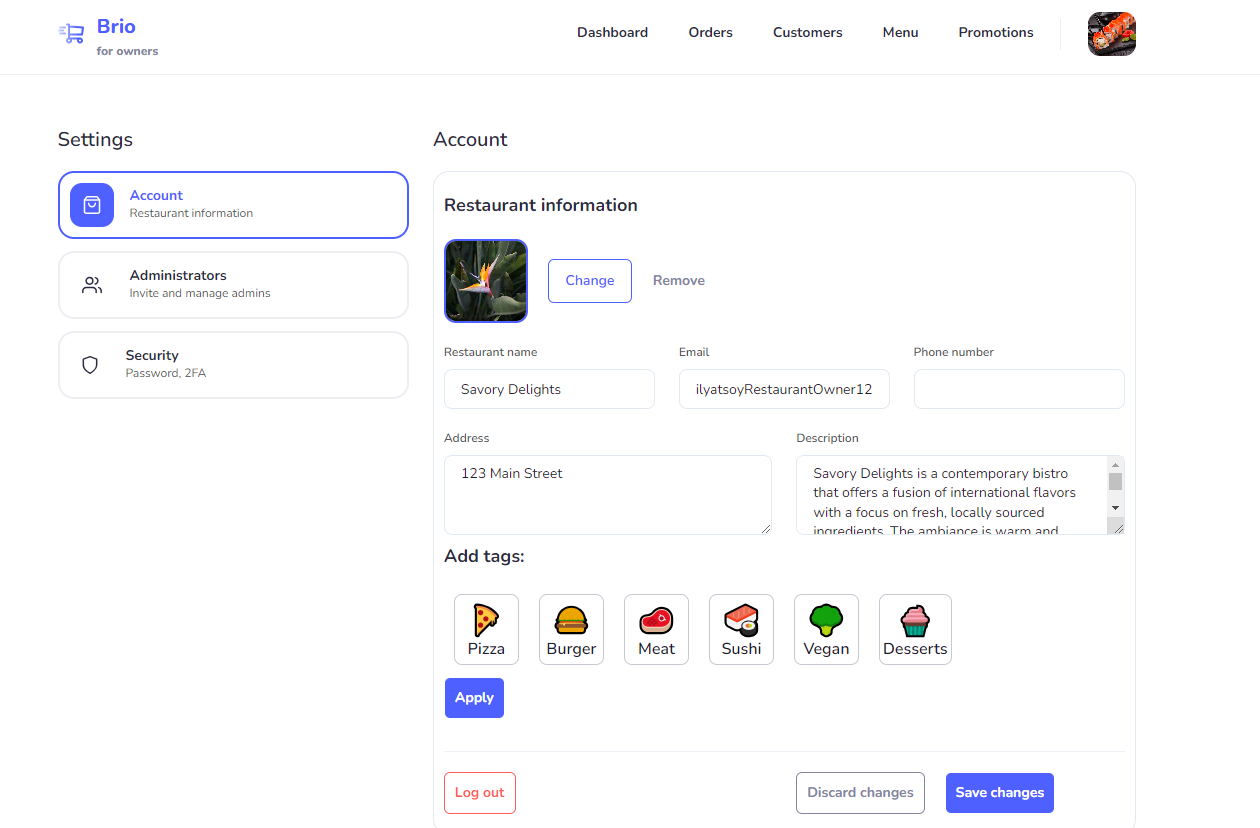 Brio
for owners
Dashboard
Orders
Customers
Menu
Promotions
Settings
Account
Restaurant information
Administrators
Invite and manage admins
Security
Password, 2FA
Account
Restaurant information
Change
Remove
Restaurant name
Email
Phone number
Savory Delights
ilyatsoyRestaurantOwner12
Address
Description
123 Main Street
Savory Delights is a contemporary bistro
that offers a fusion of international flavors
with a focus on fresh, locally sourced
ingredients. The ambiance is warm and
Add tags:
Pizza
Burger
Meat
Sushi
Vegan
Desserts
Apply
Log out
Discard changes
Save changes